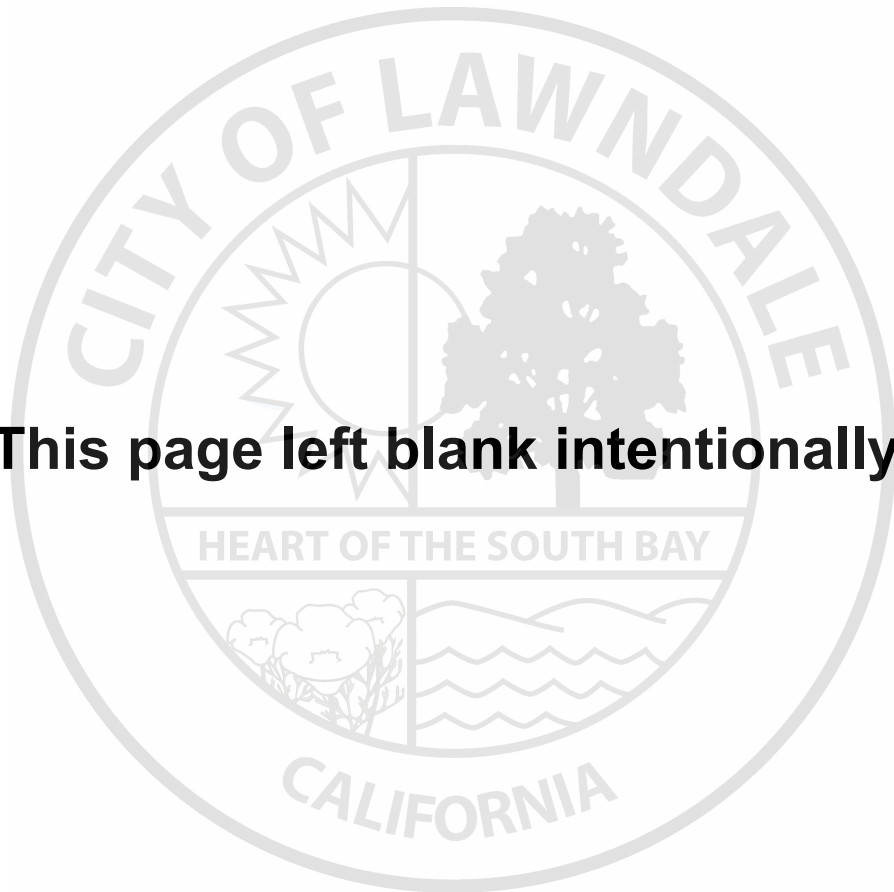 CITY OF LAWNDALE
This page left blank intentionally
HEART OF THE SOUTH BAY
CALIFORNIA